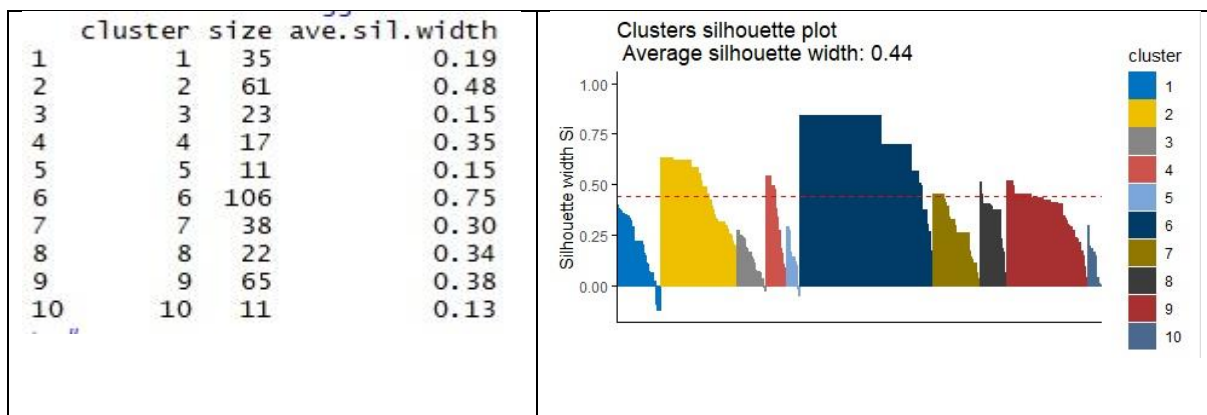 cluster size ave.sil.width
1 1 35 0.19
2 2 61 0.48
3 3 23 0.15
4 4 17 0.35
5 5 11 0.15
6 6 106 0.75
7 7 38 0.30
8 8 22 0.34
9 9 65 0.38
10 10 11 0.13
Clusters silhouette plot
Average silhouette width: 0.44
Silhouette width Si
1.00
0.75
0.50
0.25
0.00
cluster
1
2
3
4
5
6
7
8
9
10